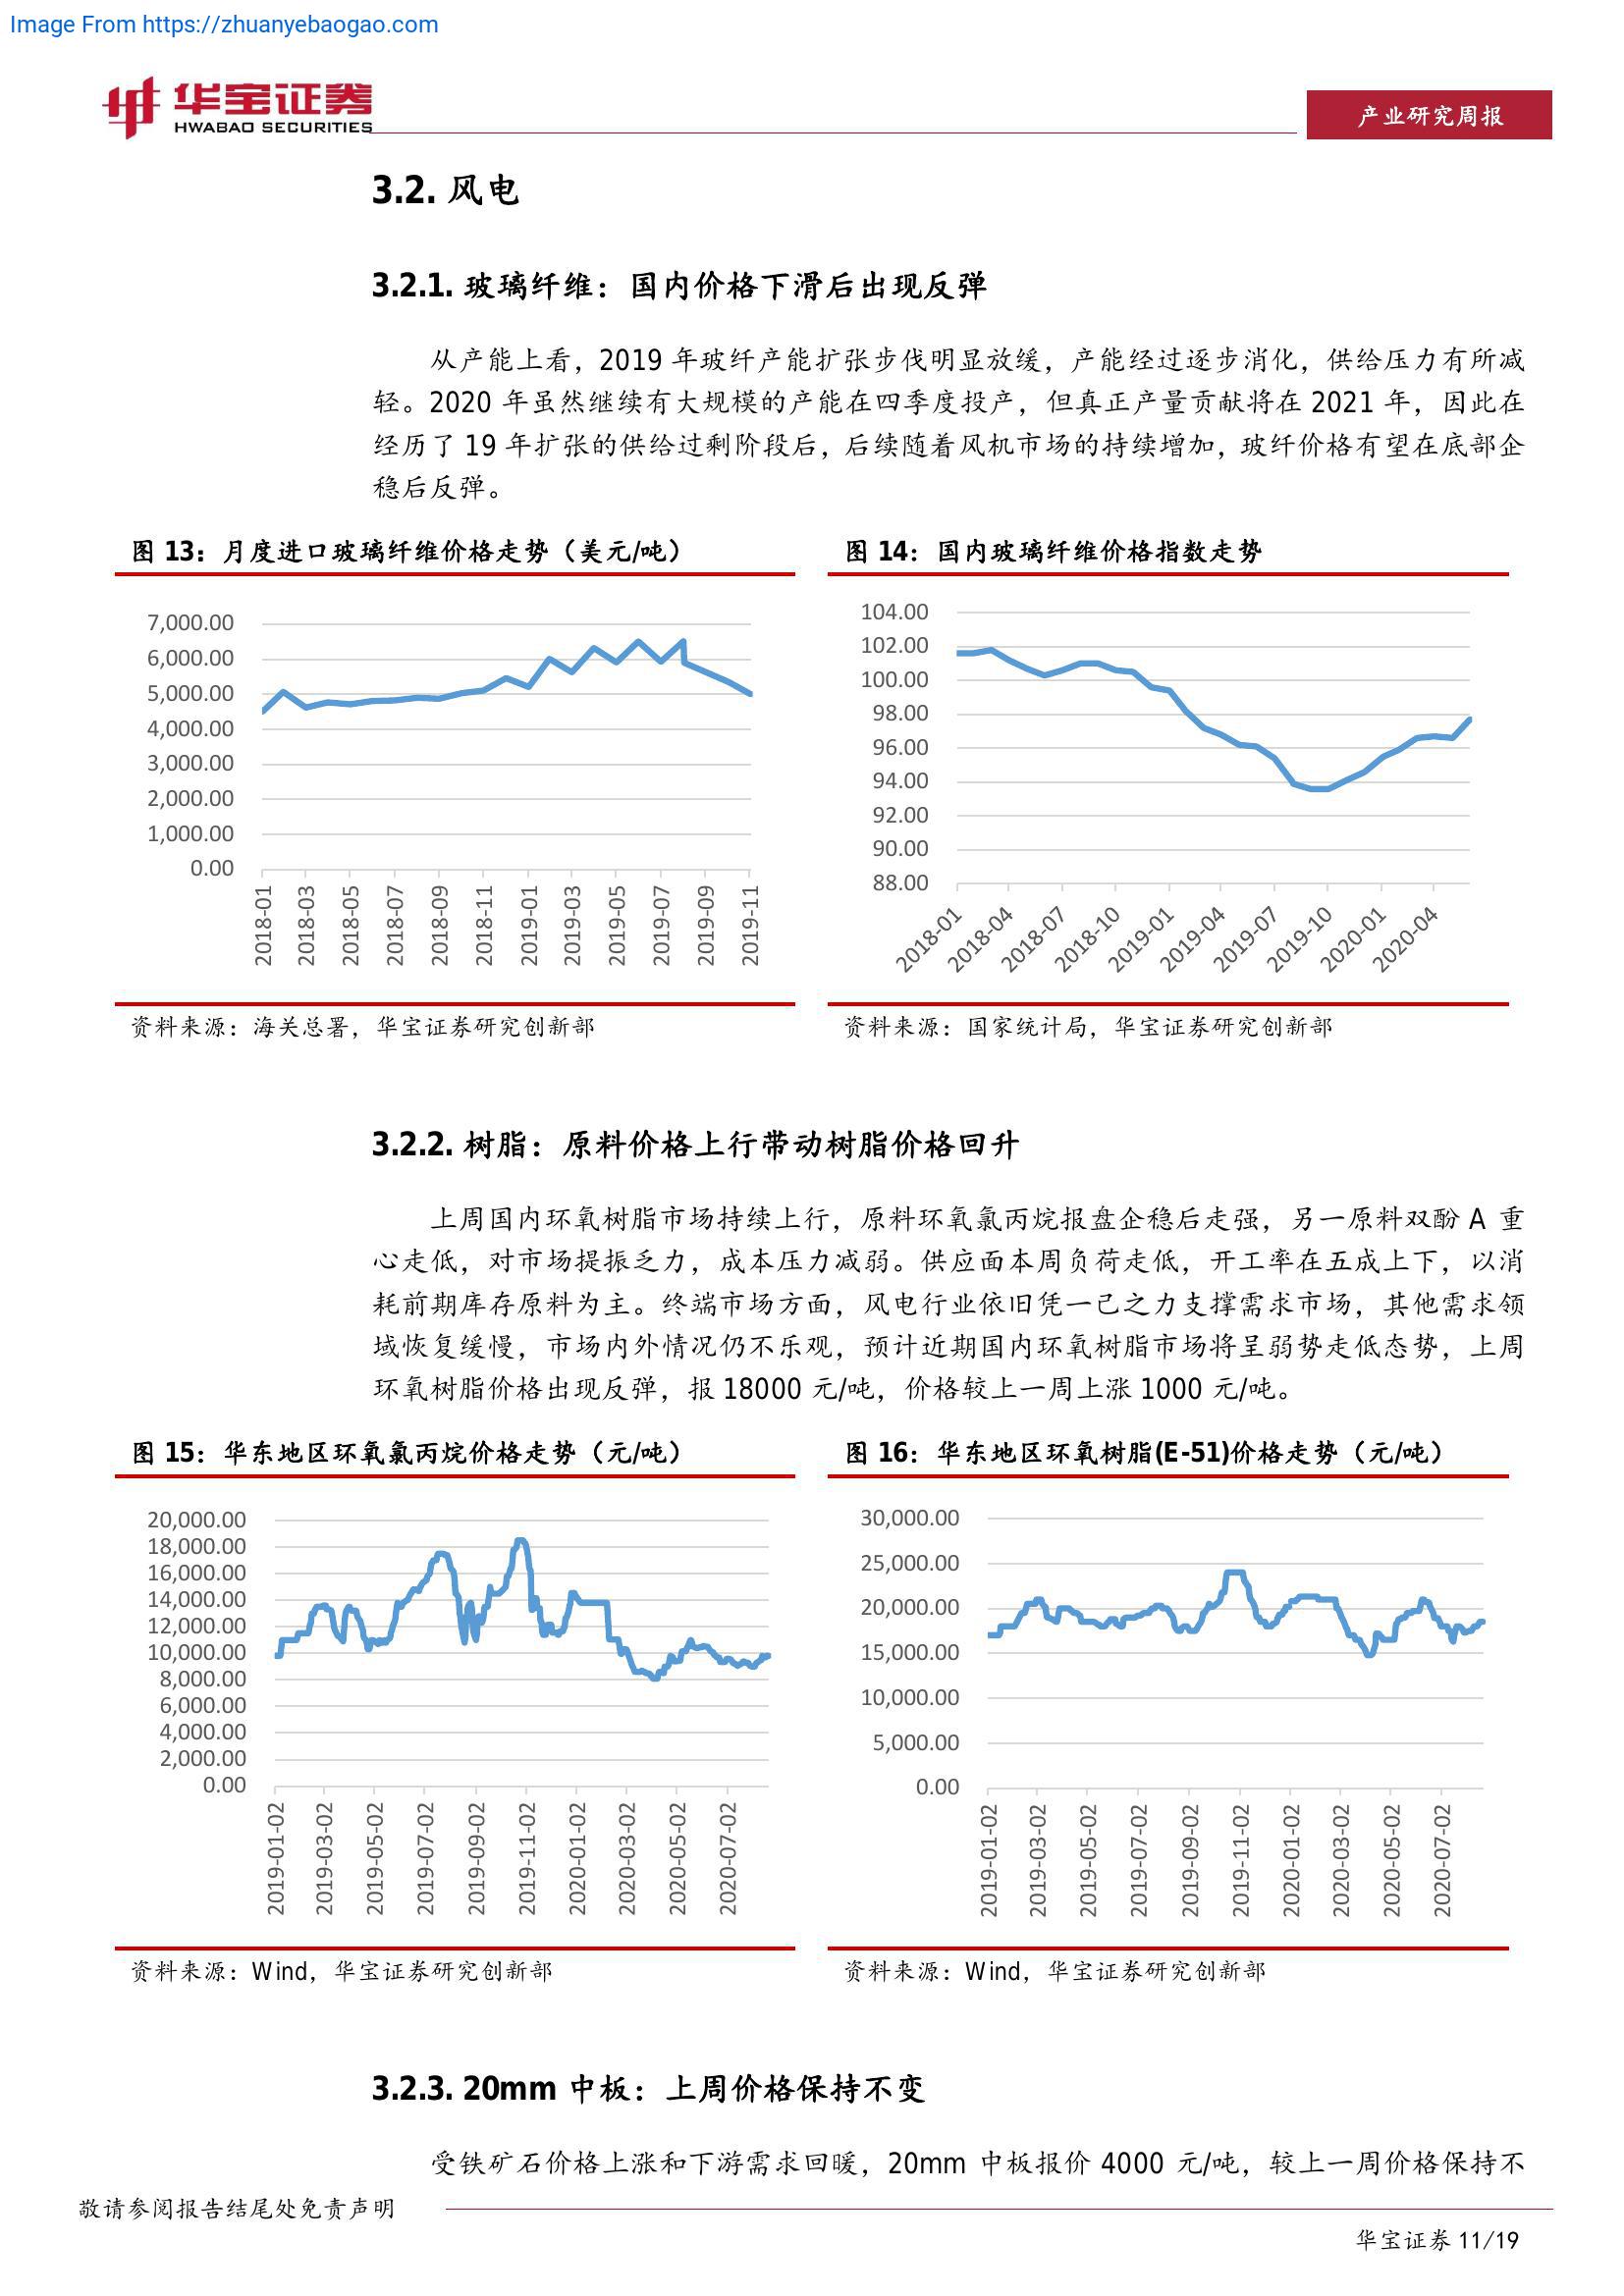 Image From https://zhuanyebaogao.com
华宝证券
HWABAO SECURITIES
产业研究周报
3.2. 风电
3.2.1. 玻璃纤维：国内价格下滑后出现反弹
从产能上看，2019 年玻纤产能扩张步伐明显放缓，产能经过逐步消化，供给压力有所减
轻。2020 年虽然继续有大规模的产能在四季度投产，但真正产量贡献将在 2021 年，因此在
经历了 19 年扩张的供给过剩阶段后，后续随着风机市场的持续增加，玻纤价格有望在底部企
稳后反弹。
图 13：月度进口玻璃纤维价格走势（美元/吨）
7,000.00
6,000.00
5,000.00
4,000.00
3,000.00
2,000.00
1,000.00
0.00
2018-01
2018-03
2018-05
2018-07
2018-09
2018-11
2019-01
2019-03
2019-05
2019-07
2019-09
2019-11
资料来源：海关总署，华宝证券研究创新部
图 14：国内玻璃纤维价格指数走势
104.00
102.00
100.00
98.00
96.00
94.00
92.00
90.00
88.00
2018-01
2018-04
2018-07
2018-10
2019-01
2019-04
2019-07
2019-10
2020-01
2020-04
资料来源：国家统计局，华宝证券研究创新部
3.2.2. 树脂：原料价格上行带动树脂价格回升
上周国内环氧树脂市场持续上行，原料环氧氯丙烷报盘企稳后走强，另一原料双酚 A 重
心走低，对市场提振乏力，成本压力减弱。供应面本周负荷走低，开工率在五成上下，以消
耗前期库存原料为主。终端市场方面，风电行业依旧凭一己之力支撑需求市场，其他需求领
域恢复缓慢，市场内外情况仍不乐观，预计近期国内环氧树脂市场将呈弱势走低态势，上周
环氧树脂价格出现反弹，报 18000 元/吨，价格较上一周上涨 1000 元/吨。
图 15：华东地区环氧氯丙烷价格走势（元/吨）
20,000.00
18,000.00
16,000.00
14,000.00
12,000.00
10,000.00
8,000.00
6,000.00
4,000.00
2,000.00
0.00
2019-01-02
2019-03-02
2019-05-02
2019-07-02
2019-09-02
2019-11-02
2020-01-02
2020-03-02
2020-05-02
2020-07-02
资料来源：Wind，华宝证券研究创新部
图 16：华东地区环氧树脂(E-51)价格走势（元/吨）
30,000.00
25,000.00
20,000.00
15,000.00
10,000.00
5,000.00
0.00
2019-01-02
2019-03-02
2019-05-02
2019-07-02
2019-09-02
2019-11-02
2020-01-02
2020-03-02
2020-05-02
2020-07-02
资料来源：Wind，华宝证券研究创新部
3.2.3. 20mm 中板：上周价格保持不变
受铁矿石价格上涨和下游需求回暖，20mm 中板报价 4000 元/吨，较上一周价格保持不
敬请参阅报告结尾处免责声明
华宝证券 11/19